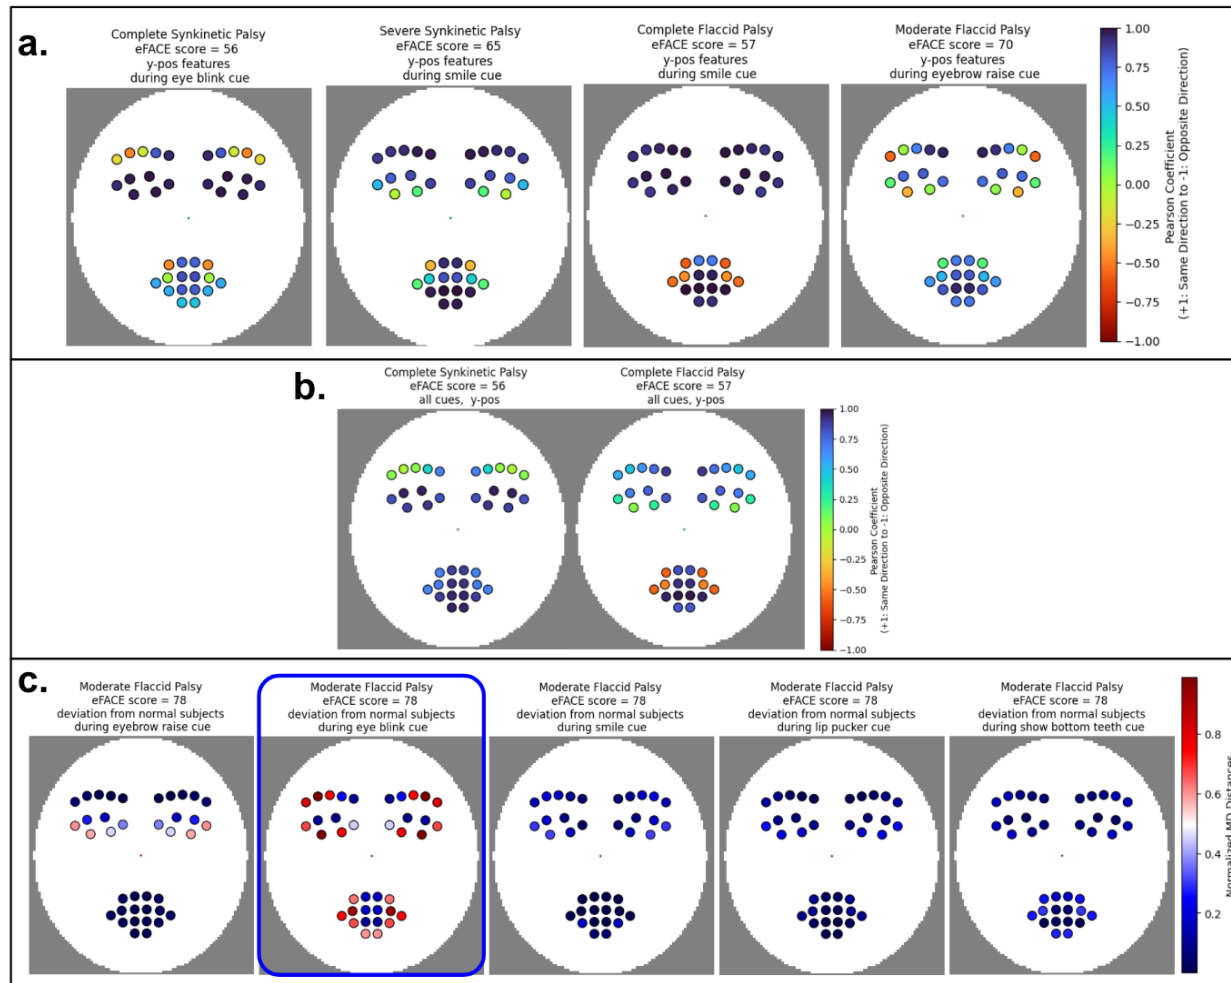 a.
Complete Synkinetic Palsy
eFACE score = 56
y-pos features
during eye blink cue
Severe Synkinetic Palsy
eFACE score = 65
y-pos features
during smile cue
Complete Flaccid Palsy
eFACE score = 57
y-pos features
during smile cue
Moderate Flaccid Palsy
eFACE score = 70
y-pos features
during eyebrow raise cue
1.00
0.75
0.50
0.25
0.00
−0.25
−0.50
−0.75
−1.00
Pearson Coefficient
(+1: Same Direction to -1: Opposite Direction)
b.
Complete Synkinetic Palsy
eFACE score = 56
all cues, y-pos
Complete Flaccid Palsy
eFACE score = 57
all cues, y-pos
1.00
0.75
0.50
0.25
0.00
−0.25
−0.50
−0.75
−1.00
Pearson Coefficient
(+1: Same Direction to -1: Opposite Direction)
c.
Moderate Flaccid Palsy
eFACE score = 78
deviation from normal subjects
during eyebrow raise cue
Moderate Flaccid Palsy
eFACE score = 78
deviation from normal subjects
during eye blink cue
Moderate Flaccid Palsy
eFACE score = 78
deviation from normal subjects
during smile cue
Moderate Flaccid Palsy
eFACE score = 78
deviation from normal subjects
during lip pucker cue
Moderate Flaccid Palsy
eFACE score = 78
deviation from normal subjects
during show bottom teeth cue
0.8
0.6
0.4
0.2
Normalized MD Distances